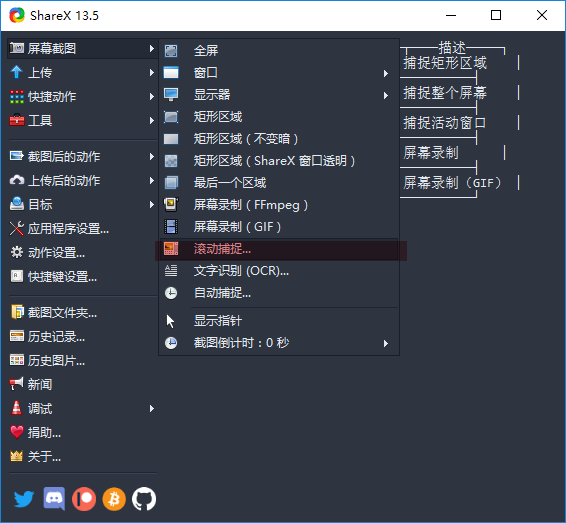 ShareX 13.5
屏幕截图
上传
快捷动作
工具
截图后的动作
上传后的动作
目标
应用程序设置...
动作设置...
快捷键设置...
截图文件夹...
历史记录...
历史图片...
新闻
调试
捐助...
关于...
全屏
窗口
显示器
矩形区域
矩形区域（不变暗）
矩形区域（ShareX 窗口透明）
最后一个区域
屏幕录制（FFmpeg）
屏幕录制（GIF）
滚动捕捉...
文字识别 (OCR)...
自动捕捉...
显示指针
截图倒计时：0 秒
描述
捕捉矩形区域
捕捉整个屏幕
捕捉活动窗口
屏幕录制
屏幕录制（GIF）